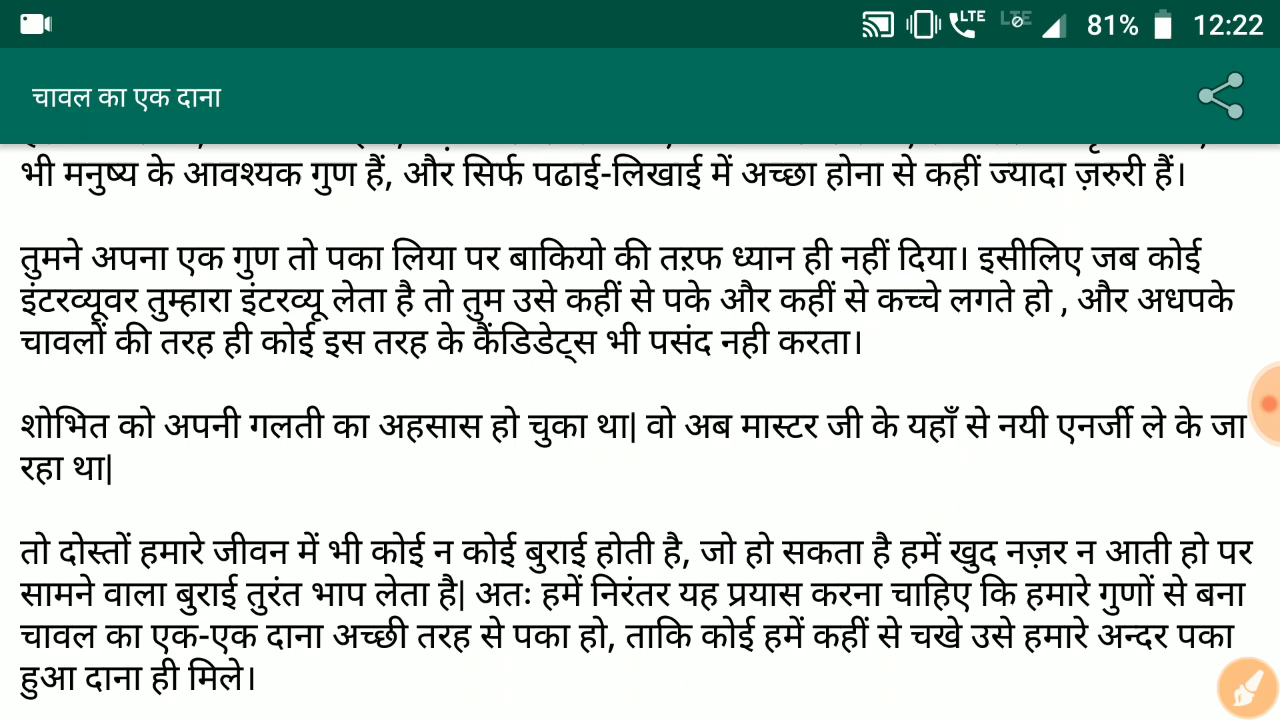 LTE LTE 81% 12:22
चावल का एक दाना
भी मनुष्य के आवश्यक गुण हैं, और सिर्फ पढाई-लिखाई में अच्छा होना से कहीं ज्यादा ज़रुरी हैं।
तुमने अपना एक गुण तो पका लिया पर बाकियो की तऱफ ध्यान ही नहीं दिया। इसीलिए जब कोई
इंटरव्यूवर तुम्हारा इंटरव्यू लेता है तो तुम उसे कहीं से पके और कहीं से कच्चे लगते हो , और अधपके
चावलों की तरह ही कोई इस तरह के कैंडिडेट्स भी पसंद नही करता।
शोभित को अपनी गलती का अहसास हो चुका था| वो अब मास्टर जी के यहाँ से नयी एनर्जी ले के जा
रहा था|
तो दोस्तों हमारे जीवन में भी कोई न कोई बुराई होती है, जो हो सकता है हमें खुद नज़र न आती हो पर
सामने वाला बुराई तुरंत भाप लेता है| अतः हमें निरंतर यह प्रयास करना चाहिए कि हमारे गुणों से बना
चावल का एक-एक दाना अच्छी तरह से पका हो, ताकि कोई हमें कहीं से चखे उसे हमारे अन्दर पका
हुआ दाना ही मिले।